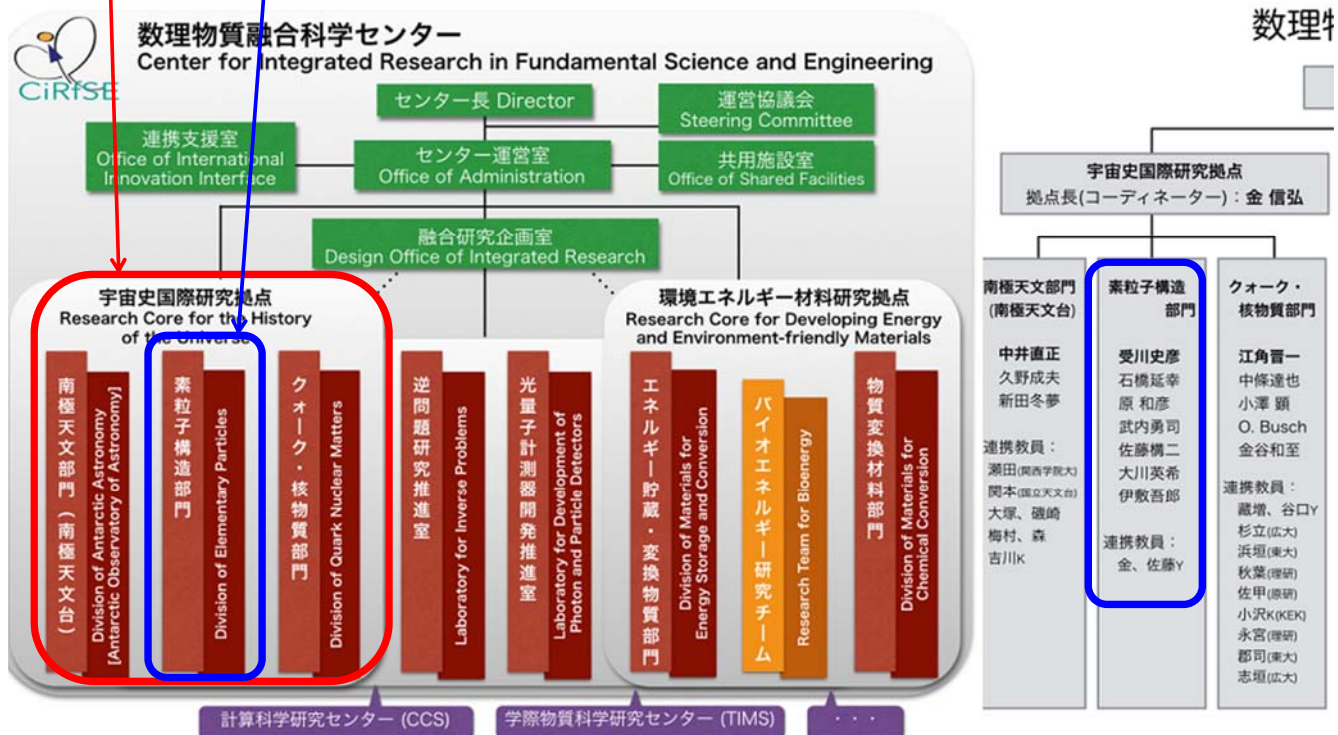 CiRfSE
数理物質融合科学センター
Center for Integrated Research in Fundamental Science and Engineering
センター長 Director
運営協議会
Steering Committee
連携支援室
Office of International
Innovation Interface
センター運営室
Office of Administration
共用施設室
Office of Shared Facilities
融合研究企画室
Design Office of Integrated Research
宇宙史国際研究拠点
Research Core for the History
of the Universe
環境エネルギー材料研究拠点
Research Core for Developing Energy
and Environment-friendly Materials
南極天文部門(南極天文台)
Division of Antarctic Astronomy
[Antarctic Observatory of Astronomy]
素粒子構造部門
Division of Elementary Particles
クォーク・核物質部門
Division of Quark Nuclear Matters
逆問題研究推進室
Laboratory for Inverse Problems
光量子計測器開発推進室
Laboratory for Development of
Photon and Particle Detectors
エネルギー貯蔵・変換物質部門
Division of Materials for
Energy Storage and Conversion
バイオエネルギー研究チーム
Research Team for Bioenergy
物質変換材料部門
Division of Materials for
Chemical Conversion
計算科学研究センター (CCS)
学際物質科学研究センター (TIMS)
・・・
数理
宇宙史国際研究拠点
拠点長(コーディネーター):金 信弘
南極天文部門
(南極天文台)
中井直正
久野成夫
新田冬夢
連携教員:
瀬田(関西学院大)
関本(国立天文台)
大塚、磯崎
梅村、森
吉川K
素粒子構造
部門
受川史彦
石橋延幸
原 和彦
武内勇司
佐藤構二
大川英希
伊敷吾郎
連携教員:
金、佐藤Y
クォーク・
核物質部門
江角晋一
中條達也
小澤 顕
O. Busch
金谷和至
連携教員:
蔵増、谷口Y
杉立(広大)
浜垣(東大)
秋葉(理研)
佐甲(原研)
小沢K(KEK)
永宮(理研)
郡司(東大)
志垣(広大)